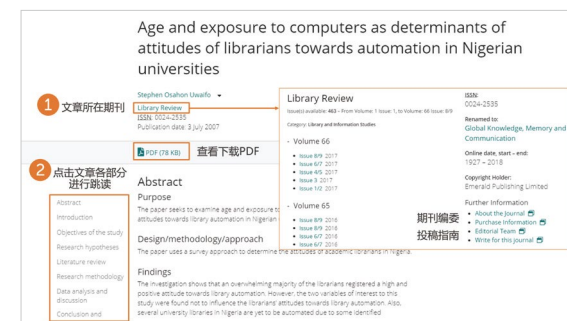 Age and exposure to computers as determinants of
attitudes of librarians towards automation in Nigerian
universities
Stephen Osahon Uwaifo
1 文章所在期刊
Library Review
ISSN: 0024-2535
Publication date: 3 July 2007
PDF (78 KB)
查看下载PDF
2 点击文章各部分
进行跳读
Abstract
Introduction
Objectives of the study
Research hypotheses
Literature review
Research methodology
Data analysis and
discussion
Conclusion and
Abstract
Purpose
The paper seeks to examine age and exposure to
attitudes towards library automation in Nigerian
Design/methodology/approach
The paper uses a survey approach to determine the attitudes of academic librarians in Nigeria.
Findings
The investigation shows that an overwhelming majority of the librarians registered a high and
positive attitude towards library automation. However, the two variables of interest to this
study were found not to influence the librarians' attitudes towards library automation. Also,
several university libraries in Nigeria are yet to be automated due to some identified
Library Review
Issue(s) available: 463 – From Volume: 1 Issue: 1, to Volume: 66 Issue: 8/9
Category: Library and Information Studies
Volume 66
Issue 8/9 2017
Issue 6/7 2017
Issue 4/5 2017
Issue 3 2017
Issue 1/2 2017
Volume 65
Issue 8/9 2016
Issue 8/9 2016
Issue 6/7 2016
Issue 6/7 2016
ISSN:
0024-2535
Renamed to:
Global Knowledge, Memory and
Communication
Online date, start – end:
1927 – 2018
Copyright Holder:
Emerald Publishing Limited
Further Information
About the Journal
Purchase Information
Editorial Team
Write for this journal
期刊编委
投稿指南